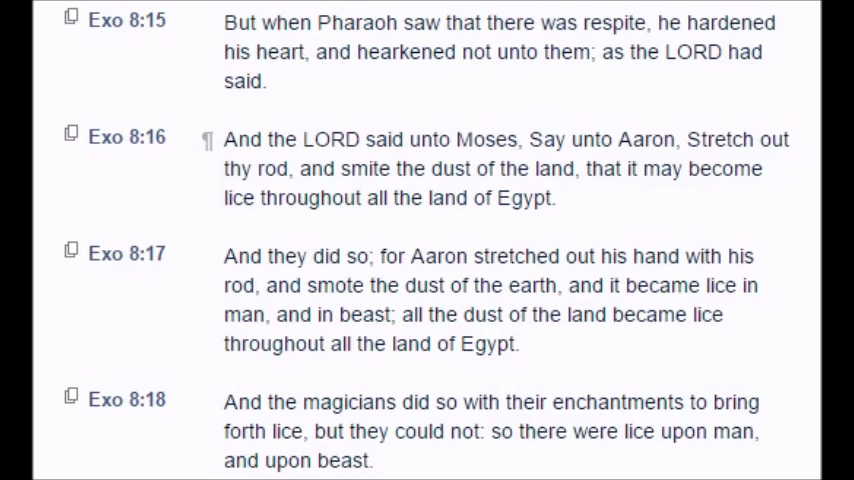 Exo 8:15 But when Pharaoh saw that there was respite, he hardened
his heart, and hearkened not unto them; as the LORD had
said.
Exo 8:16 ¶ And the LORD said unto Moses, Say unto Aaron, Stretch out
thy rod, and smite the dust of the land, that it may become
lice throughout all the land of Egypt.
Exo 8:17 And they did so; for Aaron stretched out his hand with his
rod, and smote the dust of the earth, and it became lice in
man, and in beast; all the dust of the land became lice
throughout all the land of Egypt.
Exo 8:18 And the magicians did so with their enchantments to bring
forth lice, but they could not: so there were lice upon man,
and upon beast.